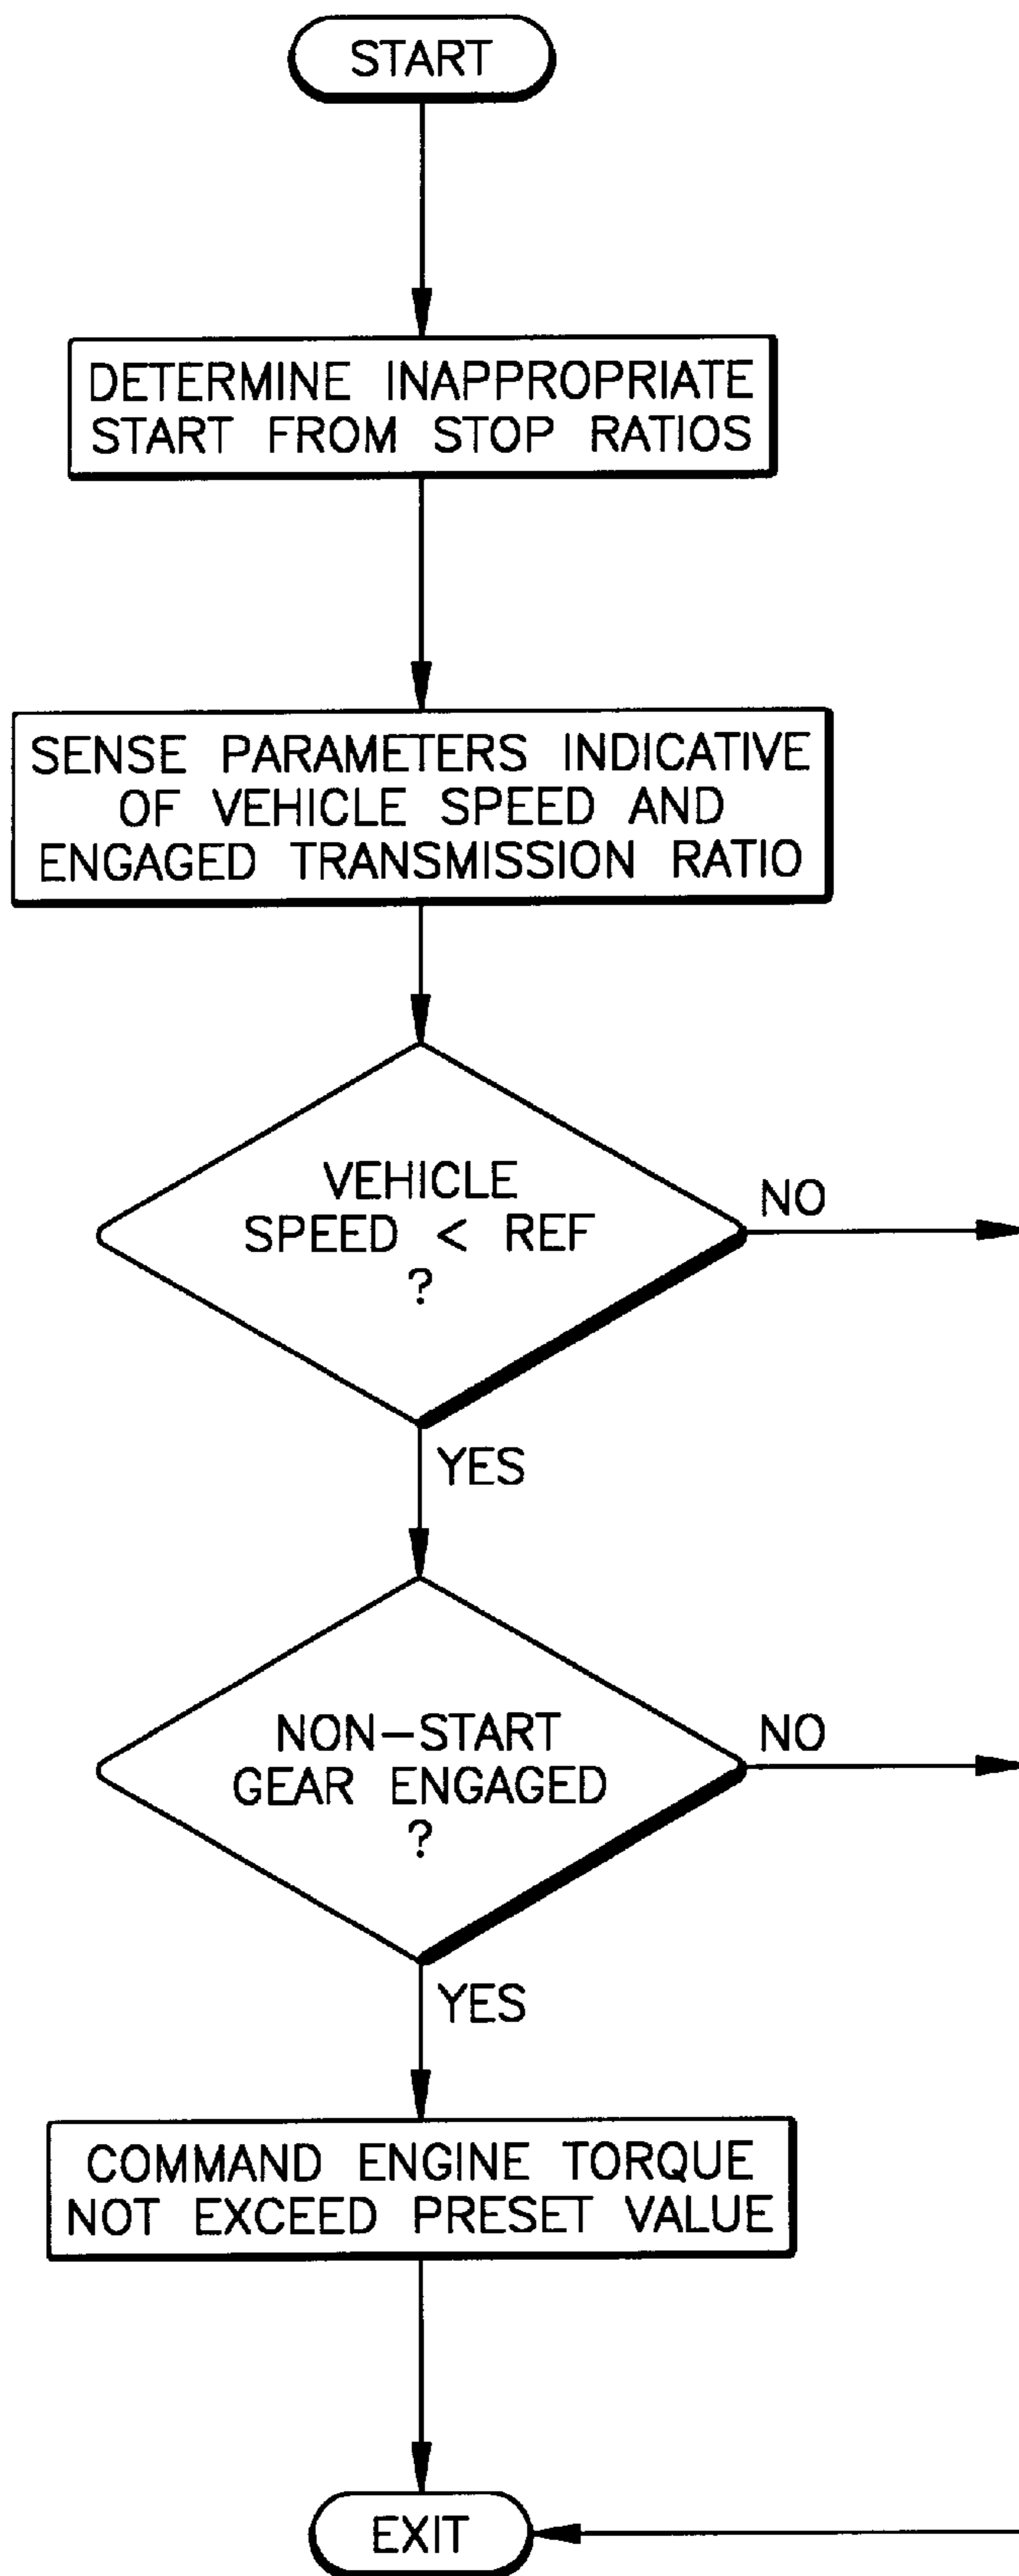 START
DETERMINE INAPPROPRIATE
START FROM STOP RATIOS
SENSE PARAMETERS INDICATIVE
OF VEHICLE SPEED AND
ENGAGED TRANSMISSION RATIO
VEHICLE
SPEED < REF
?
NO
YES
NON-START
GEAR ENGAGED
?
NO
YES
COMMAND ENGINE TORQUE
NOT EXCEED PRESET VALUE
EXIT